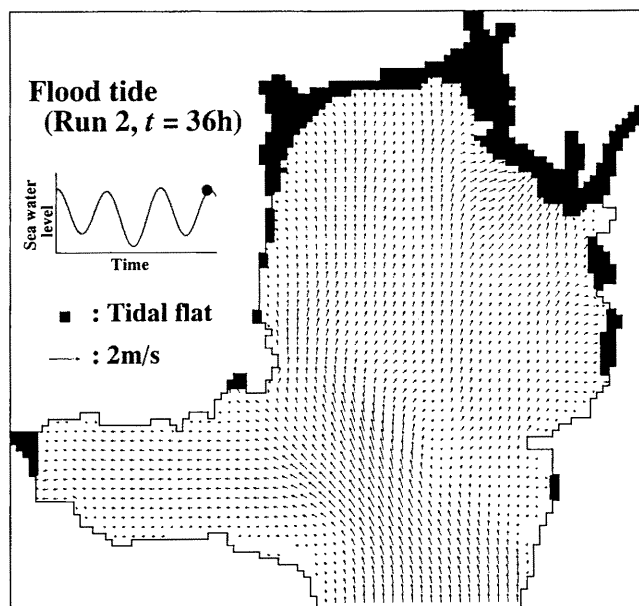 Flood tide
(Run 2, t = 36h)
Sea water
level
Time
■ : Tidal flat
→ : 2m/s